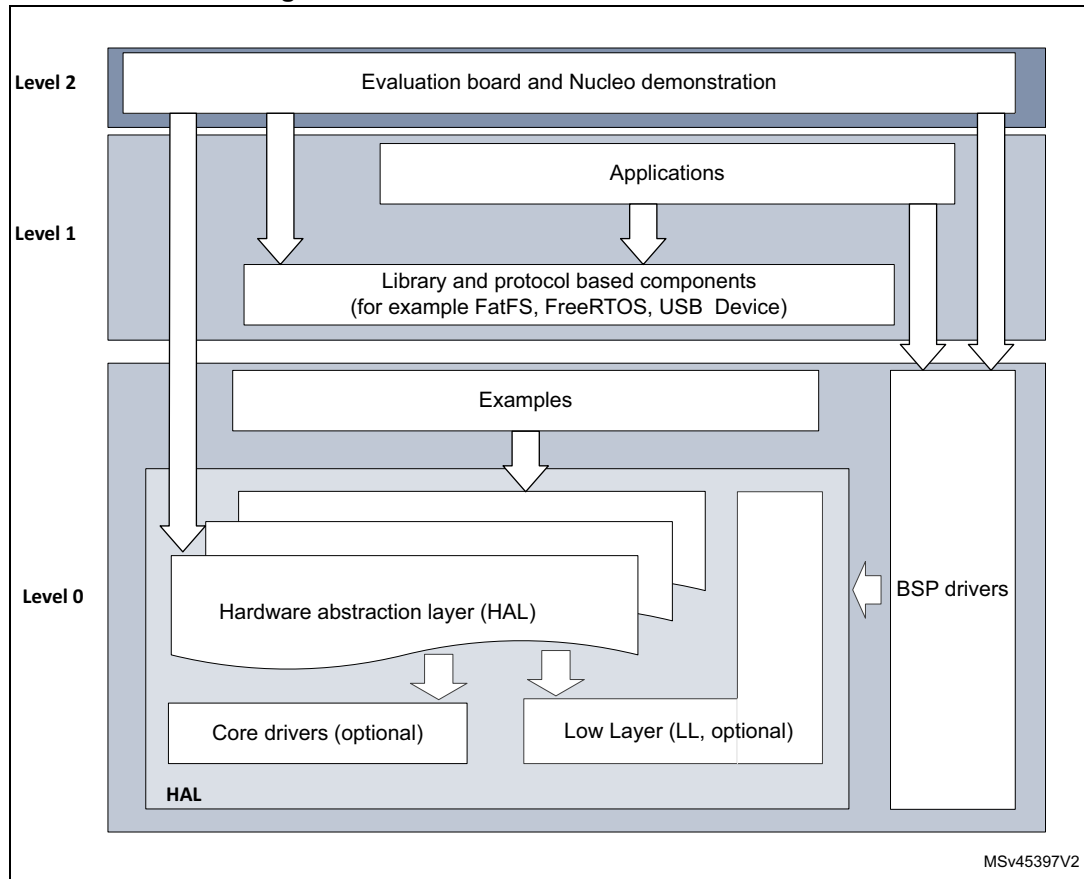 Level 2
Evaluation board and Nucleo demonstration
Applications
Level 1
Library and protocol based components
(for example FatFS, FreeRTOS, USB Device)
Examples
Level 0
Hardware abstraction layer (HAL)
BSP drivers
Core drivers (optional)
Low Layer (LL, optional)
HAL
MSv45397V2